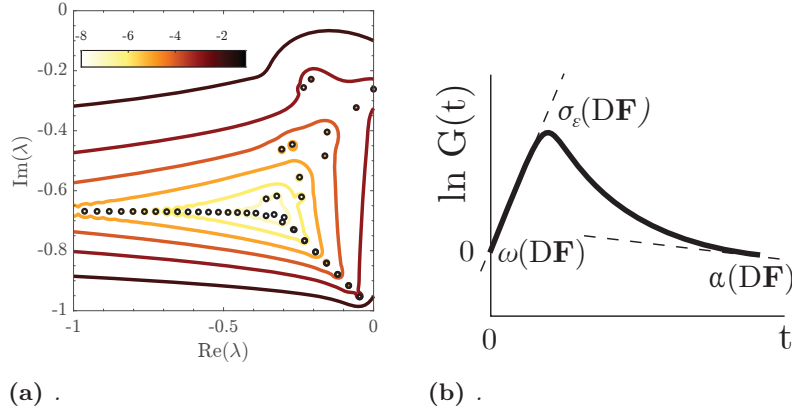 0
-8 -6 -4 -2
-0.2
-0.4
-0.6
-0.8
-1
Im(λ)
-1 -0.5 0
Re(λ)
(a) .
ln G(t)
σ_ε(DF)
0
ω(DF)
α(DF)
0
t
(b) .